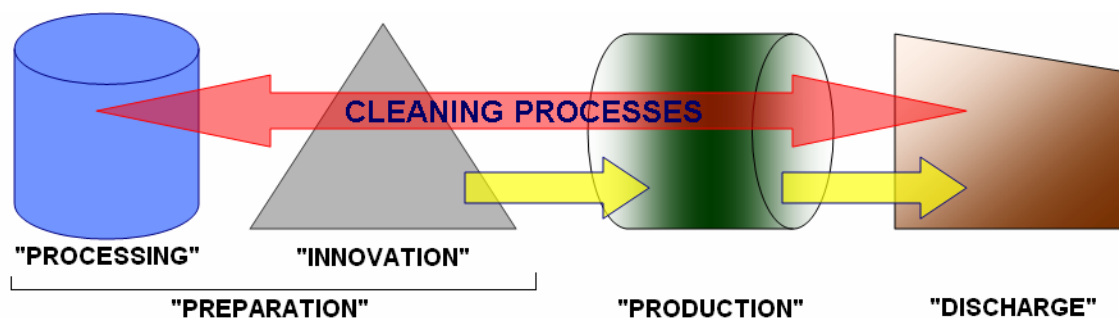 CLEANING PROCESSES
"PROCESSING"
"INNOVATION"
"PREPARATION"
"PRODUCTION"
"DISCHARGE"